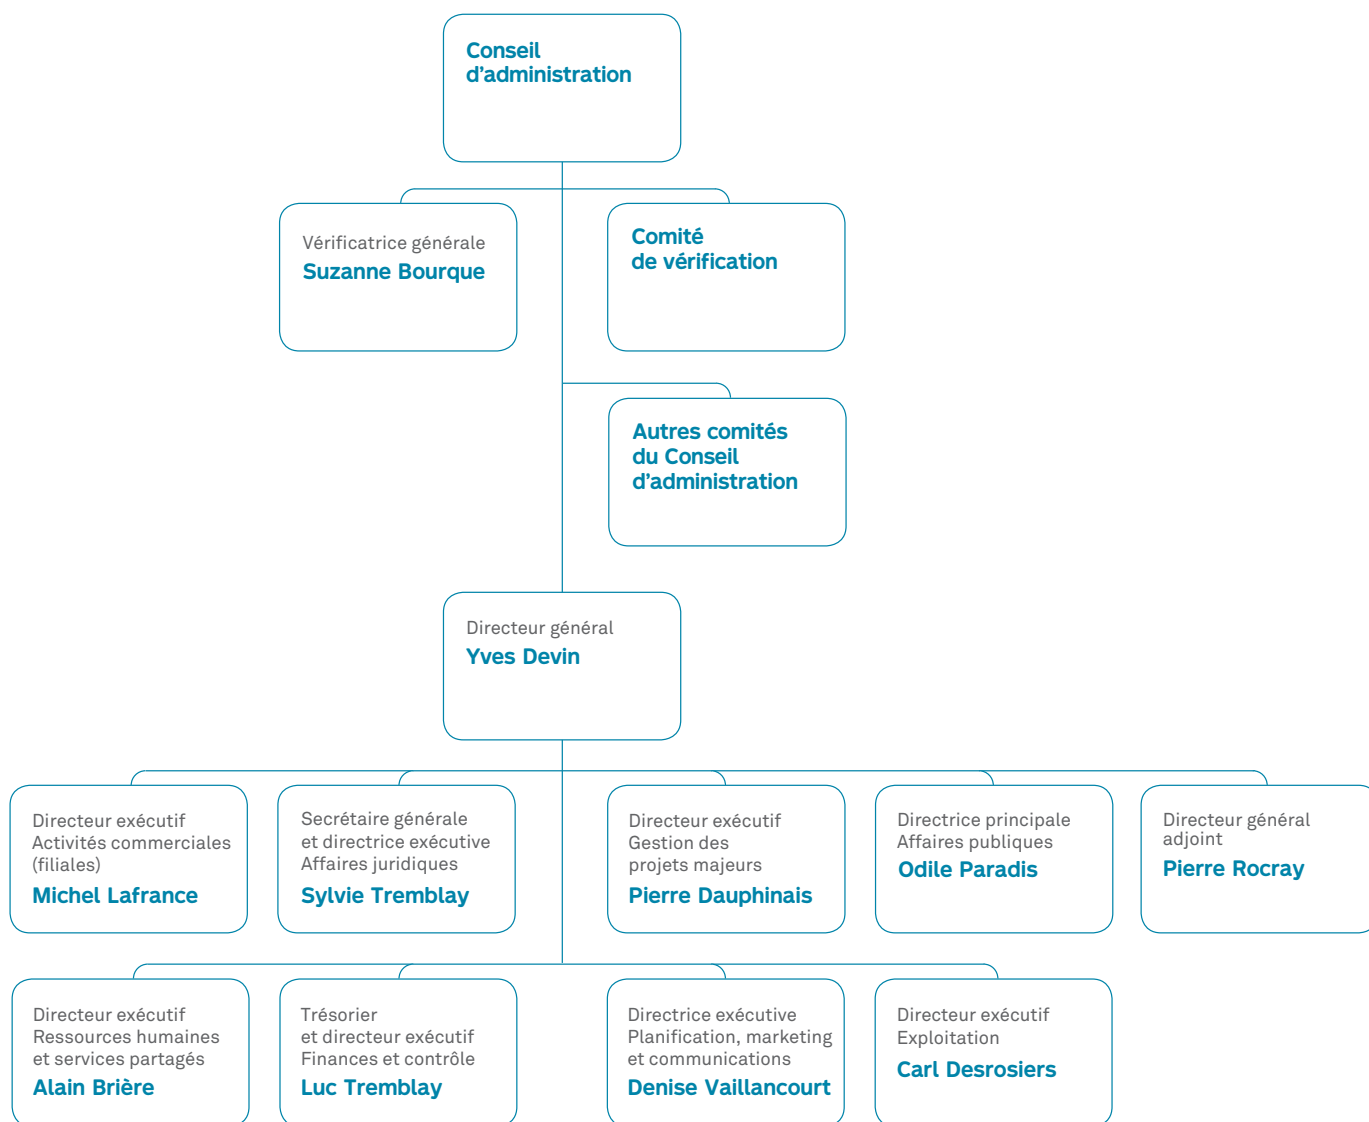 Conseil
d’administration
Vérificatrice générale
Suzanne Bourque
Comité
de vérification
Autres comités
du Conseil
d’administration
Directeur général
Yves Devin
Directeur exécutif
Activités commerciales
(filiales)
Michel Lafrance
Secrétaire générale
et directrice exécutive
Affaires juridiques
Sylvie Tremblay
Directeur exécutif
Gestion des
projets majeurs
Pierre Dauphinais
Directrice principale
Affaires publiques
Odile Paradis
Directeur général
adjoint
Pierre Rocray
Directeur exécutif
Ressources humaines
et services partagés
Alain Brière
Trésorier
et directeur exécutif
Finances et contrôle
Luc Tremblay
Directrice exécutive
Planification, marketing
et communications
Denise Vaillancourt
Directeur exécutif
Exploitation
Carl Desrosiers